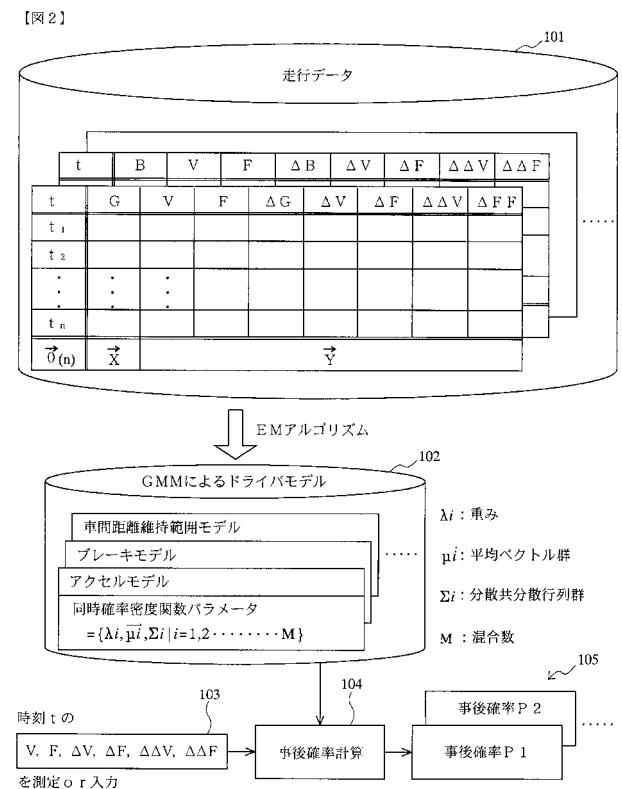 【図2】
101
走行データ
t B V F ΔB ΔV ΔF ΔΔV ΔΔF
t G V F ΔG ΔV ΔF ΔΔV ΔFF
t1
t2
⋮ ⋮ ⋮
tn
.....
→0(n) →X →Y
EMアルゴリズム
102
GMMによるドライバモデル
車間距離維持範囲モデル
ブレーキモデル
.....
アクセルモデル
同時確率密度関数パラメータ
={λi,→μi,Σi|i=1,2·········M}
λi:重み
μi:平均ベクトル群
Σi:分散共分散行列群
M:混合数
時刻tの
103
V, F, ΔV, ΔF, ΔΔV, ΔΔF
を測定or入力
104
事後確率計算
105
事後確率P2
事後確率P1
.....